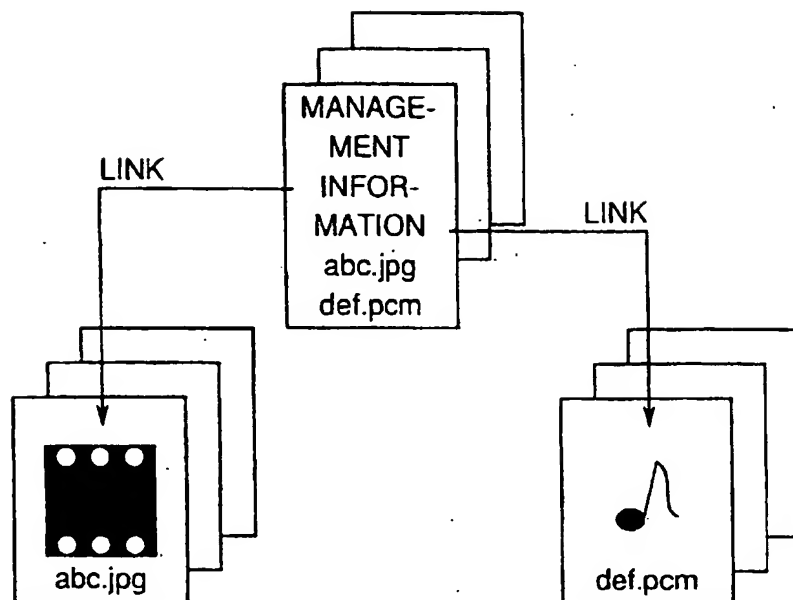 MANAGE-
MENT
INFOR-
MATION
abc.jpg
def.pcm
LINK
LINK
abc.jpg
def.pcm